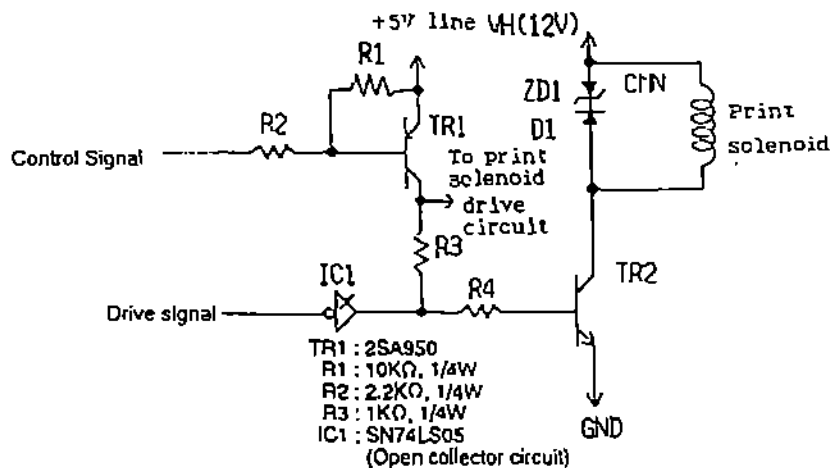 +5V line VH(12V)
R1
ZD1
CMN
R2
TR1
D1
Print
solenoid
Control Signal
To print
solenoid
drive
circuit
R3
IC1
R4
TR2
Drive signal
TR1 : 2SA950
R1 : 10KΩ, 1/4W
R2 : 2.2KΩ, 1/4W
R3 : 1KΩ, 1/4W
IC1 : SN74LS05
(Open collector circuit)
GND